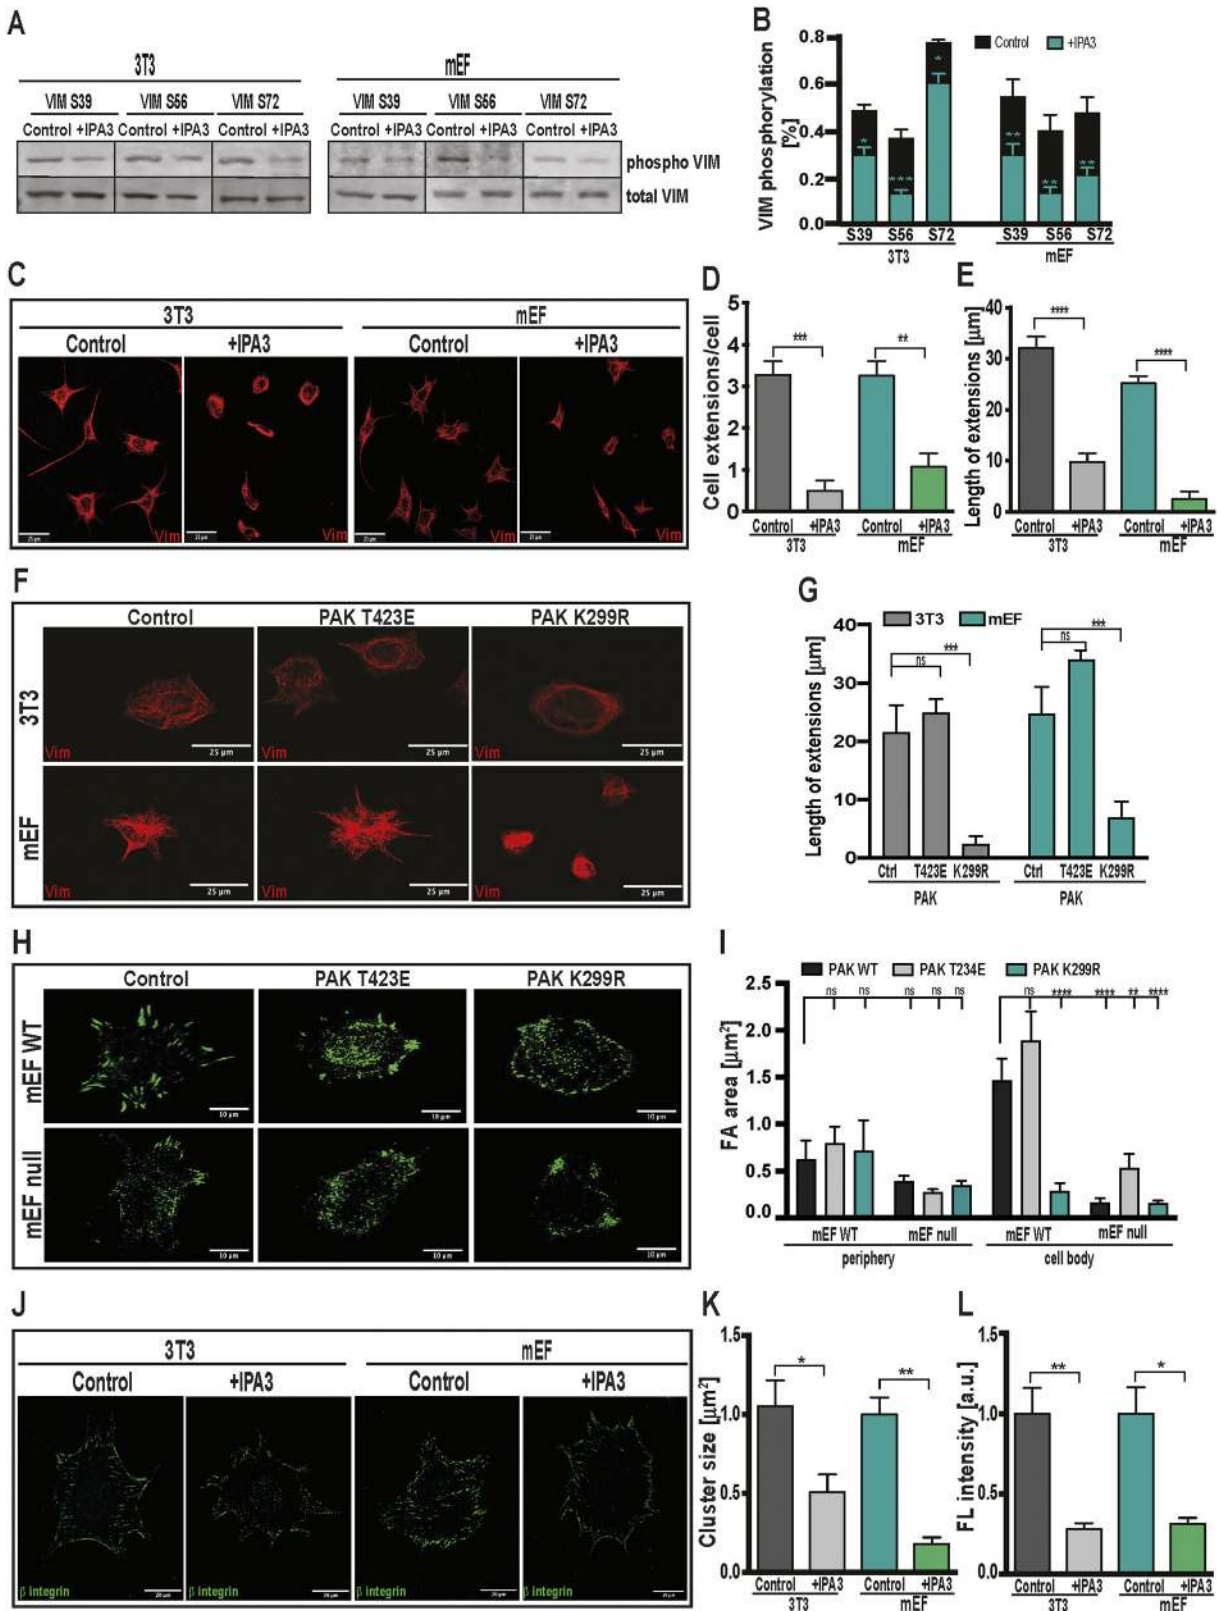 A
3T3
mEF
VIM S39 VIM S56 VIM S72
VIM S39 VIM S56 VIM S72
Control +IPA3 Control +IPA3 Control +IPA3
Control +IPA3 Control +IPA3 Control +IPA3
phospho VIM
total VIM
B
Control +IPA3
VIM phosphorylation
[%]
0.8
0.6
0.4
0.2
0.0
*
***
*
**
**
**
S39 S56 S72
3T3
S39 S56 S72
mEF
C
3T3
mEF
Control +IPA3 Control +IPA3
Vim Vim Vim Vim
D
Cell extensions/cell
5
4
3
2
1
0
***
**
Control +IPA3 Control +IPA3
3T3 mEF
E
Length of extensions [µm]
40
30
20
10
0
****
****
Control +IPA3 Control +IPA3
3T3 mEF
F
Control PAK T423E PAK K299R
3T3
Vim 25 µm Vim 25 µm Vim 25 µm
mEF
Vim 25 µm Vim 25 µm Vim 25 µm
G
3T3 mEF
Length of extensions [µm]
40
30
20
10
0
***
ns
***
ns
Ctrl T423E K299R Ctrl T423E K299R
PAK PAK
H
Control PAK T423E PAK K299R
mEF WT
10 µm 10 µm 10 µm
mEF null
10 µm 10 µm 10 µm
I
PAK WT PAK T234E PAK K299R
FA area [µm²]
2.5
2.0
1.5
1.0
0.5
0.0
ns ns ns ns ns ns **** **** ** ****
mEF WT mEF null mEF WT mEF null
periphery cell body
J
3T3 mEF
Control +IPA3 Control +IPA3
β integrin β integrin β integrin β integrin
K
Cluster size [µm²]
1.5
1.0
0.5
0.0
*
**
Control +IPA3 Control +IPA3
3T3 mEF
L
FL intensity [a.u.]
1.5
1.0
0.5
0.0
**
*
Control +IPA3 Control +IPA3
3T3 mEF